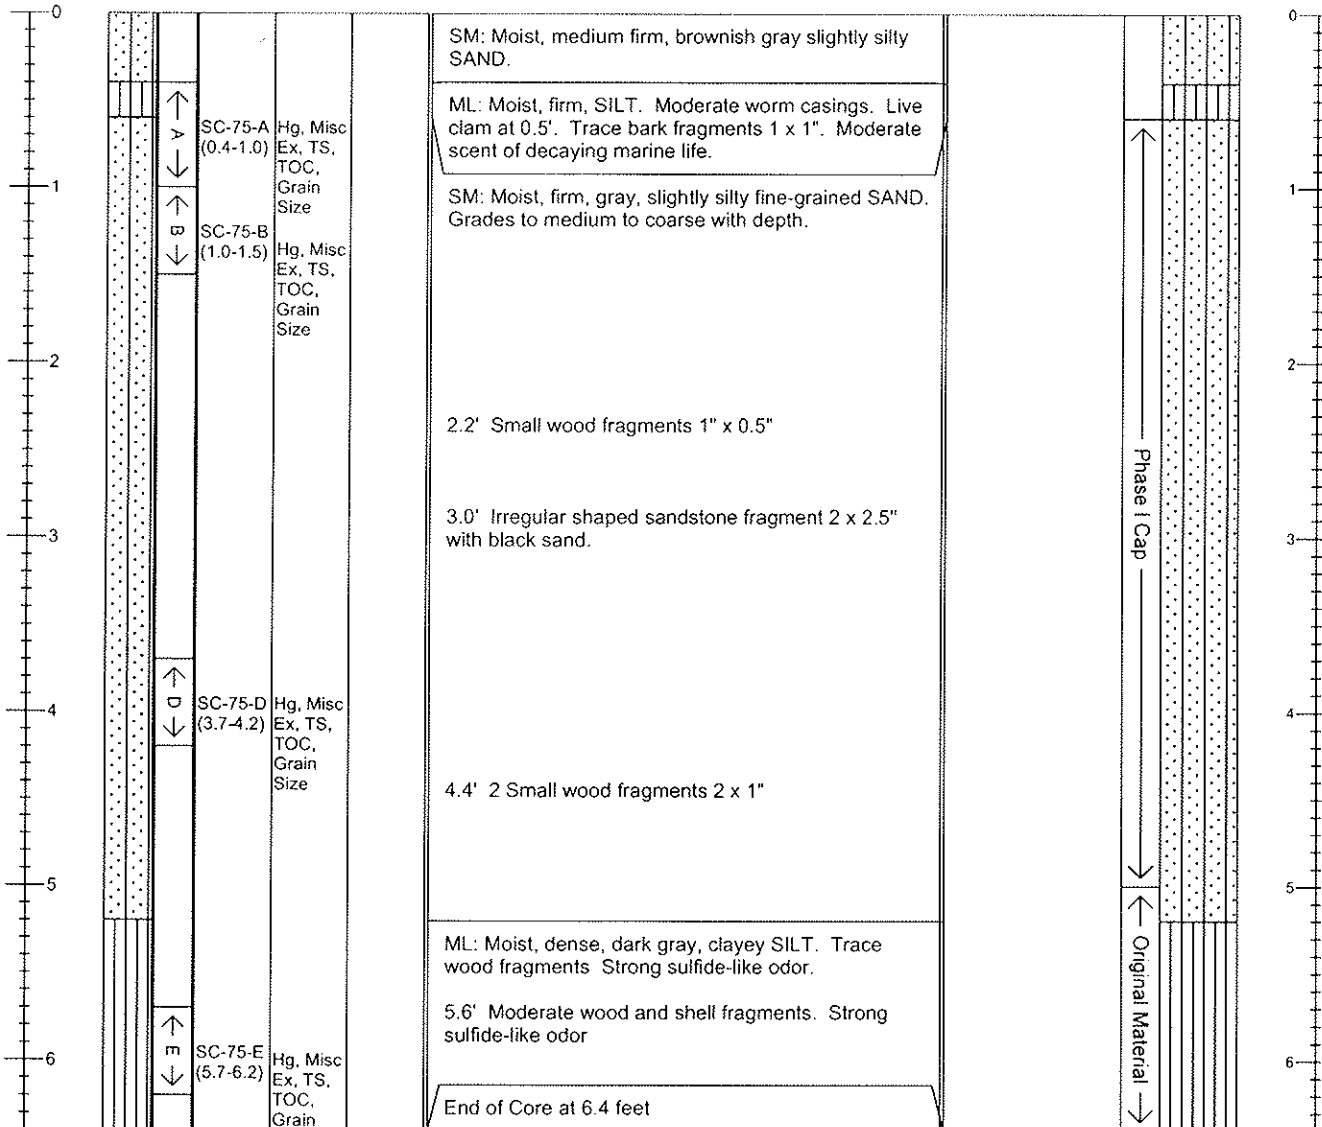 0
0
SM: Moist, medium firm, brownish gray slightly silty
SAND.
ML: Moist, firm, SILT. Moderate worm casings. Live
clam at 0.5'. Trace bark fragments 1 x 1". Moderate
scent of decaying marine life.
A
SC-75-A
(0.4-1.0)
Hg, Misc
Ex, TS,
TOC,
Grain
Size
1
1
SM: Moist, firm, gray, slightly silty fine-grained SAND.
Grades to medium to coarse with depth.
B
SC-75-B
(1.0-1.5)
Hg, Misc
Ex, TS,
TOC,
Grain
Size
2
2
2.2' Small wood fragments 1" x 0.5"
Phase I Cap
3.0' Irregular shaped sandstone fragment 2 x 2.5"
with black sand.
3
3
D
SC-75-D
(3.7-4.2)
Hg, Misc
Ex, TS,
TOC,
Grain
Size
4
4
4.4' 2 Small wood fragments 2 x 1"
5
5
ML: Moist, dense, dark gray, clayey SILT. Trace
wood fragments Strong sulfide-like odor.
5.6' Moderate wood and shell fragments. Strong
sulfide-like odor
Original Material
E
SC-75-E
(5.7-6.2)
Hg, Misc
Ex, TS,
TOC,
Grain
6
6
End of Core at 6.4 feet